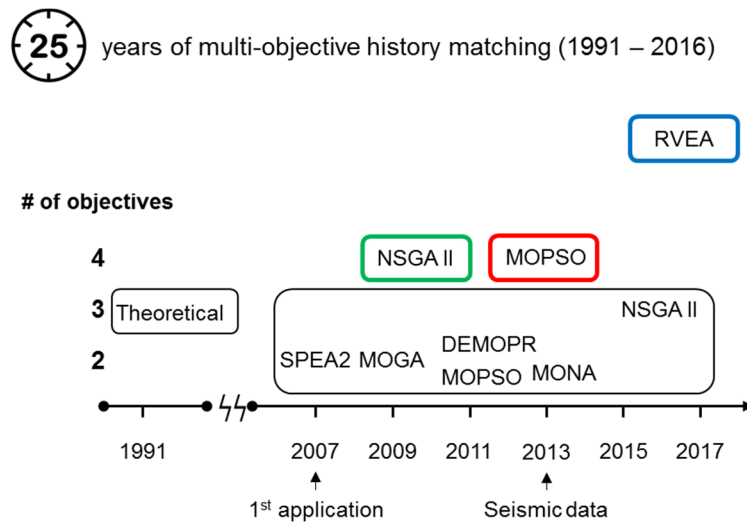 25 years of multi-objective history matching (1991 – 2016)
RVEA
# of objectives
4 NSGA II MOPSO
3 Theoretical NSGA II
2 SPEA2 MOGA DEMOPR
MOPSO MONA
1991 2007 2009 2011 2013 2015 2017
1st application Seismic data